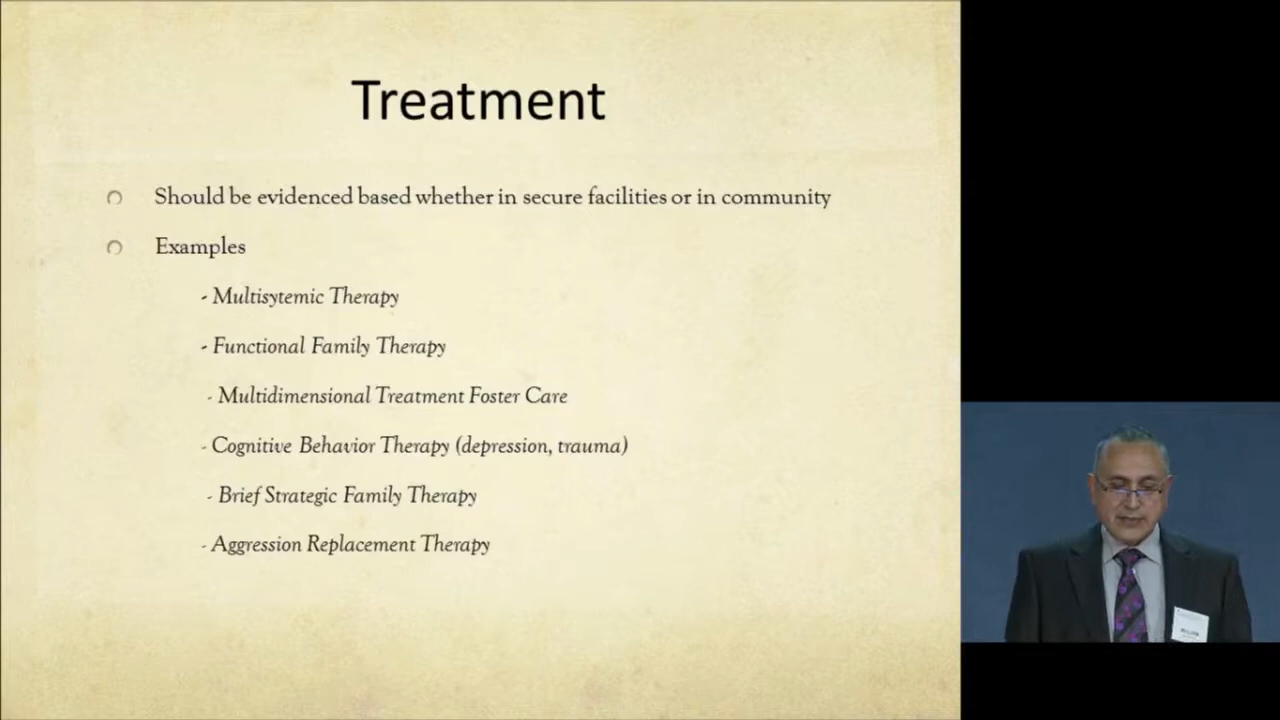 Treatment
Should be evidenced based whether in secure facilities or in community
Examples
- Multisytemic Therapy
- Functional Family Therapy
- Multidimensional Treatment Foster Care
- Cognitive Behavior Therapy (depression, trauma)
- Brief Strategic Family Therapy
- Aggression Replacement Therapy